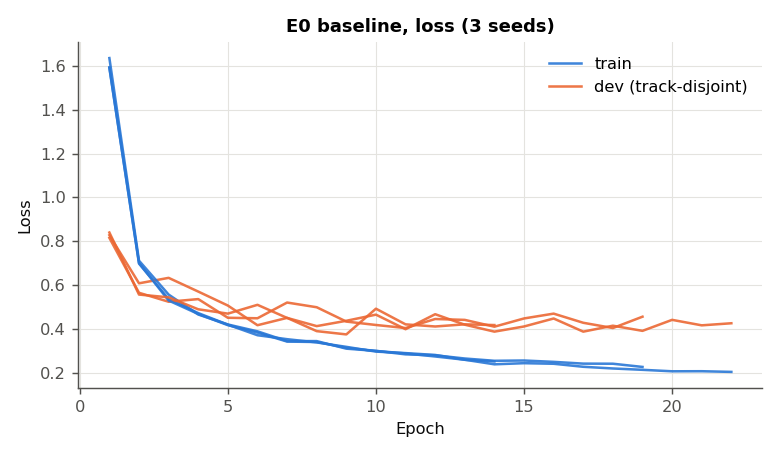 E0 baseline, loss (3 seeds)
train
dev (track-disjoint)
Loss
1.6
1.4
1.2
1.0
0.8
0.6
0.4
0.2
0 5 10 15 20
Epoch